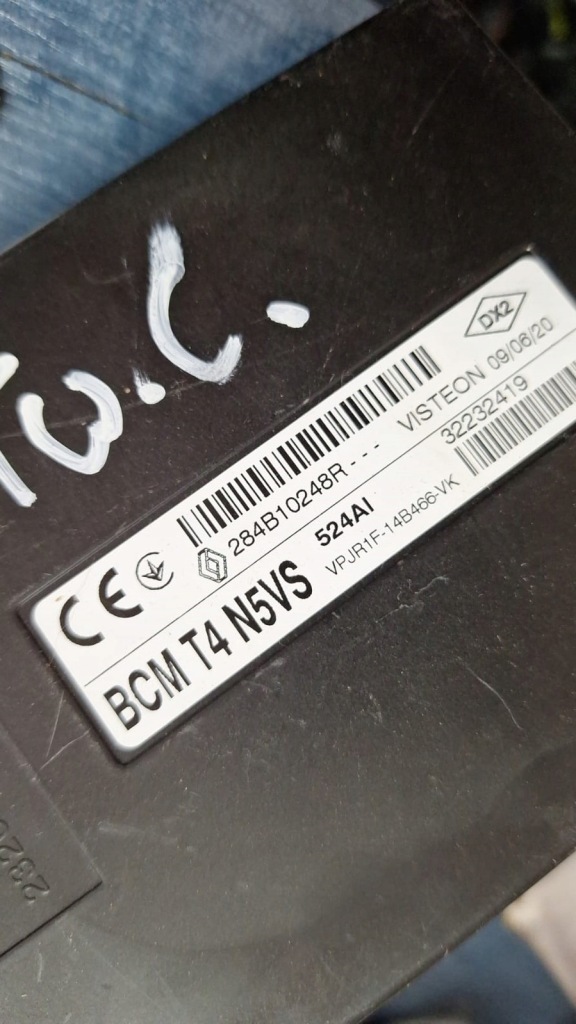 W.C.
DX2
284B10248R---
VISTEON 09/06/20
BCM T4 N5VS
524AI
32232419
VPJR1F-14B466-VK